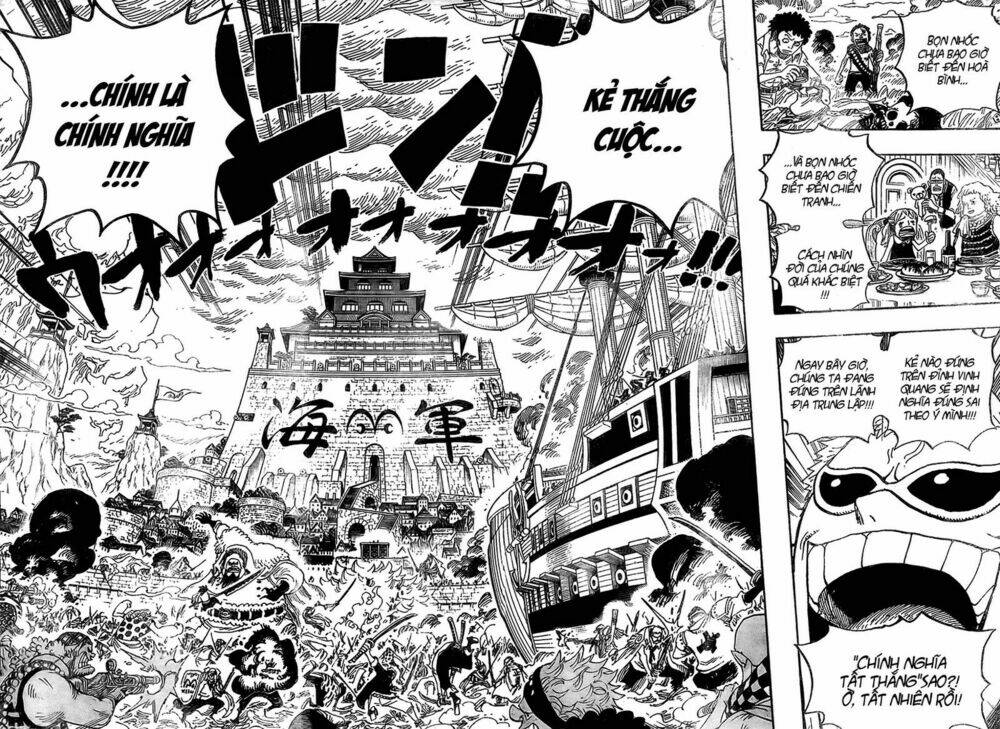 BỌN NHÓC
CHƯA BAO GIỜ
BIẾT ĐẾN HOÀ
BÌNH...
...VÀ BỌN NHÓC
CHƯA BAO GIỜ
BIẾT ĐẾN CHIẾN
TRANH...
CÁCH NHÌN
ĐỜI CỦA CHÚNG
QUÁ KHÁC BIỆT
!!!
KẺ NÀO ĐỨNG
TRÊN ĐỈNH VINH
QUANG SẼ ĐỊNH
NGHĨA ĐÚNG SAI
THEO Ý MÌNH!!!
NGAY BÂY GIỜ,
CHÚNG TA ĐANG
ĐỨNG TRÊN LÃNH
ĐỊA TRUNG LẬP!!!
"CHÍNH NGHĨA
TẤT THẮNG" SAO?!
Ờ, TẤT NHIÊN RỒI!
KẺ THẮNG
CUỘC...
...CHÍNH LÀ
CHÍNH NGHĨA
!!!!
ドンッ!!
ウオオオオオオオオオ!!!
海軍